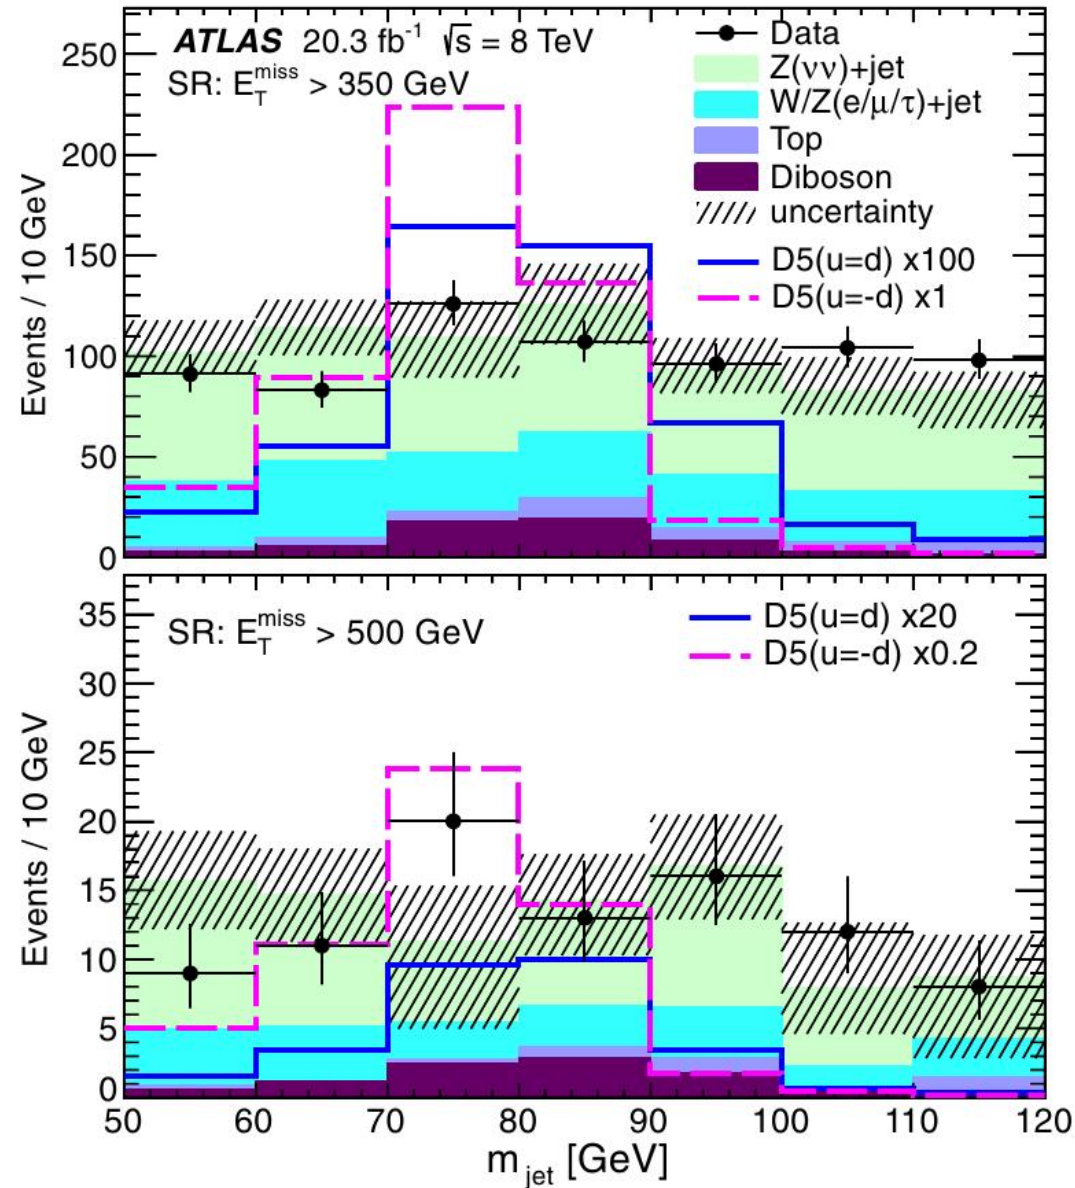 ATLAS 20.3 fb⁻¹ √s = 8 TeV
SR: E_T^miss > 350 GeV
Data
Z(νν)+jet
W/Z(e/μ/τ)+jet
Top
Diboson
uncertainty
D5(u=d) x100
D5(u=-d) x1
Events / 10 GeV
250
200
150
100
50
0
SR: E_T^miss > 500 GeV
D5(u=d) x20
D5(u=-d) x0.2
Events / 10 GeV
35
30
25
20
15
10
5
0
50 60 70 80 90 100 110 120
m_jet [GeV]